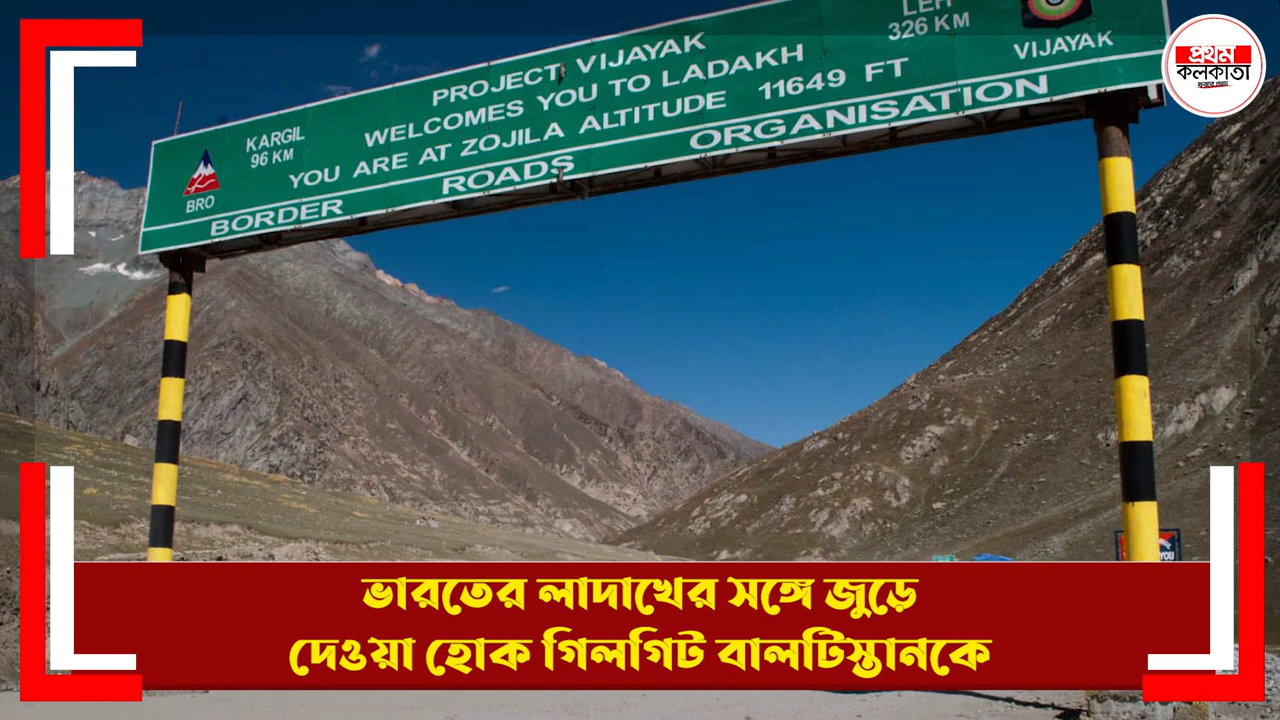 LEH
326 KM
PROJECT VIJAYAK
WELCOMES YOU TO LADAKH
YOU ARE AT ZOJILA ALTITUDE 11649 FT
KARGIL
96 KM
VIJAYAK
BRO
BORDER ROADS ORGANISATION
প্রথম
কলকাতা
YOU
ভারতের লাদাখের সঙ্গে জুড়ে
দেওয়া হোক গিলগিট বালটিস্তানকে